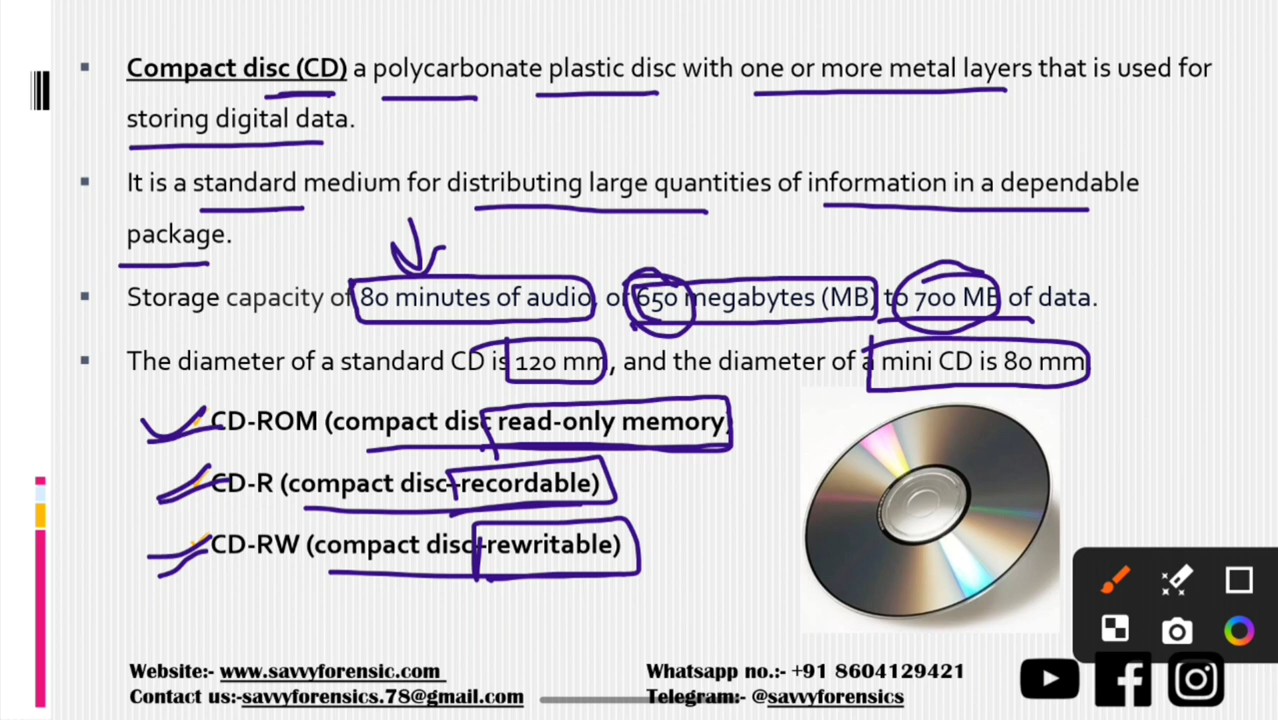 Compact disc (CD) a polycarbonate plastic disc with one or more metal layers that is used for
storing digital data.
It is a standard medium for distributing large quantities of information in a dependable
package.
Storage capacity of 80 minutes of audio, or 650 megabytes (MB) to 700 MB of data.
The diameter of a standard CD is 120 mm, and the diameter of a mini CD is 80 mm
CD-ROM (compact disc read-only memory)
CD-R (compact disc-recordable)
CD-RW (compact disc-rewritable)
Website:- www.savvyforensic.com
Whatsapp no.:- +91 8604129421
Contact us:-savvyforensics.78@gmail.com
Telegram:- @savvyforensics